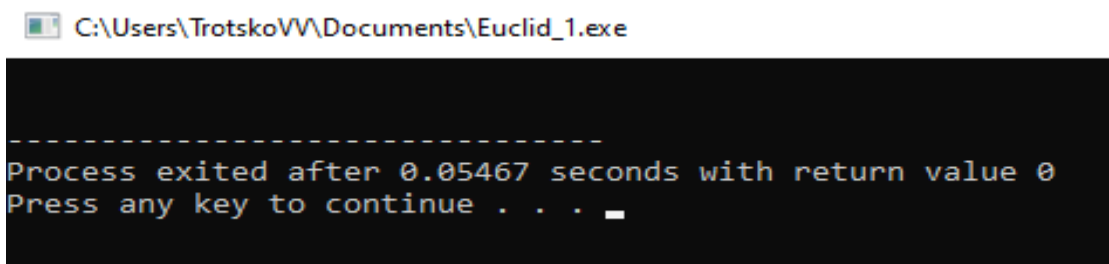 C:\Users\TrotskoVV\Documents\Euclid_1.exe
--------------------------------
Process exited after 0.05467 seconds with return value 0
Press any key to continue . . .